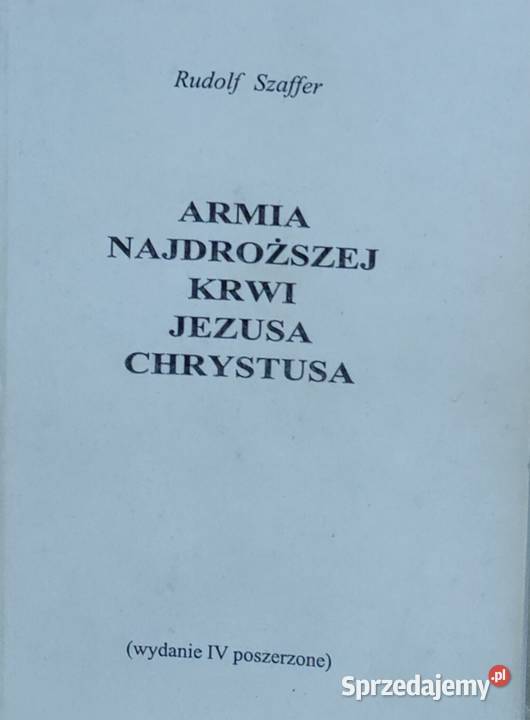 Rudolf Szaffer
ARMIA
NAJDROŻSZEJ
KRWI
JEZUSA
CHRYSTUSA
(wydanie IV poszerzone)
Sprzedajemy.pl